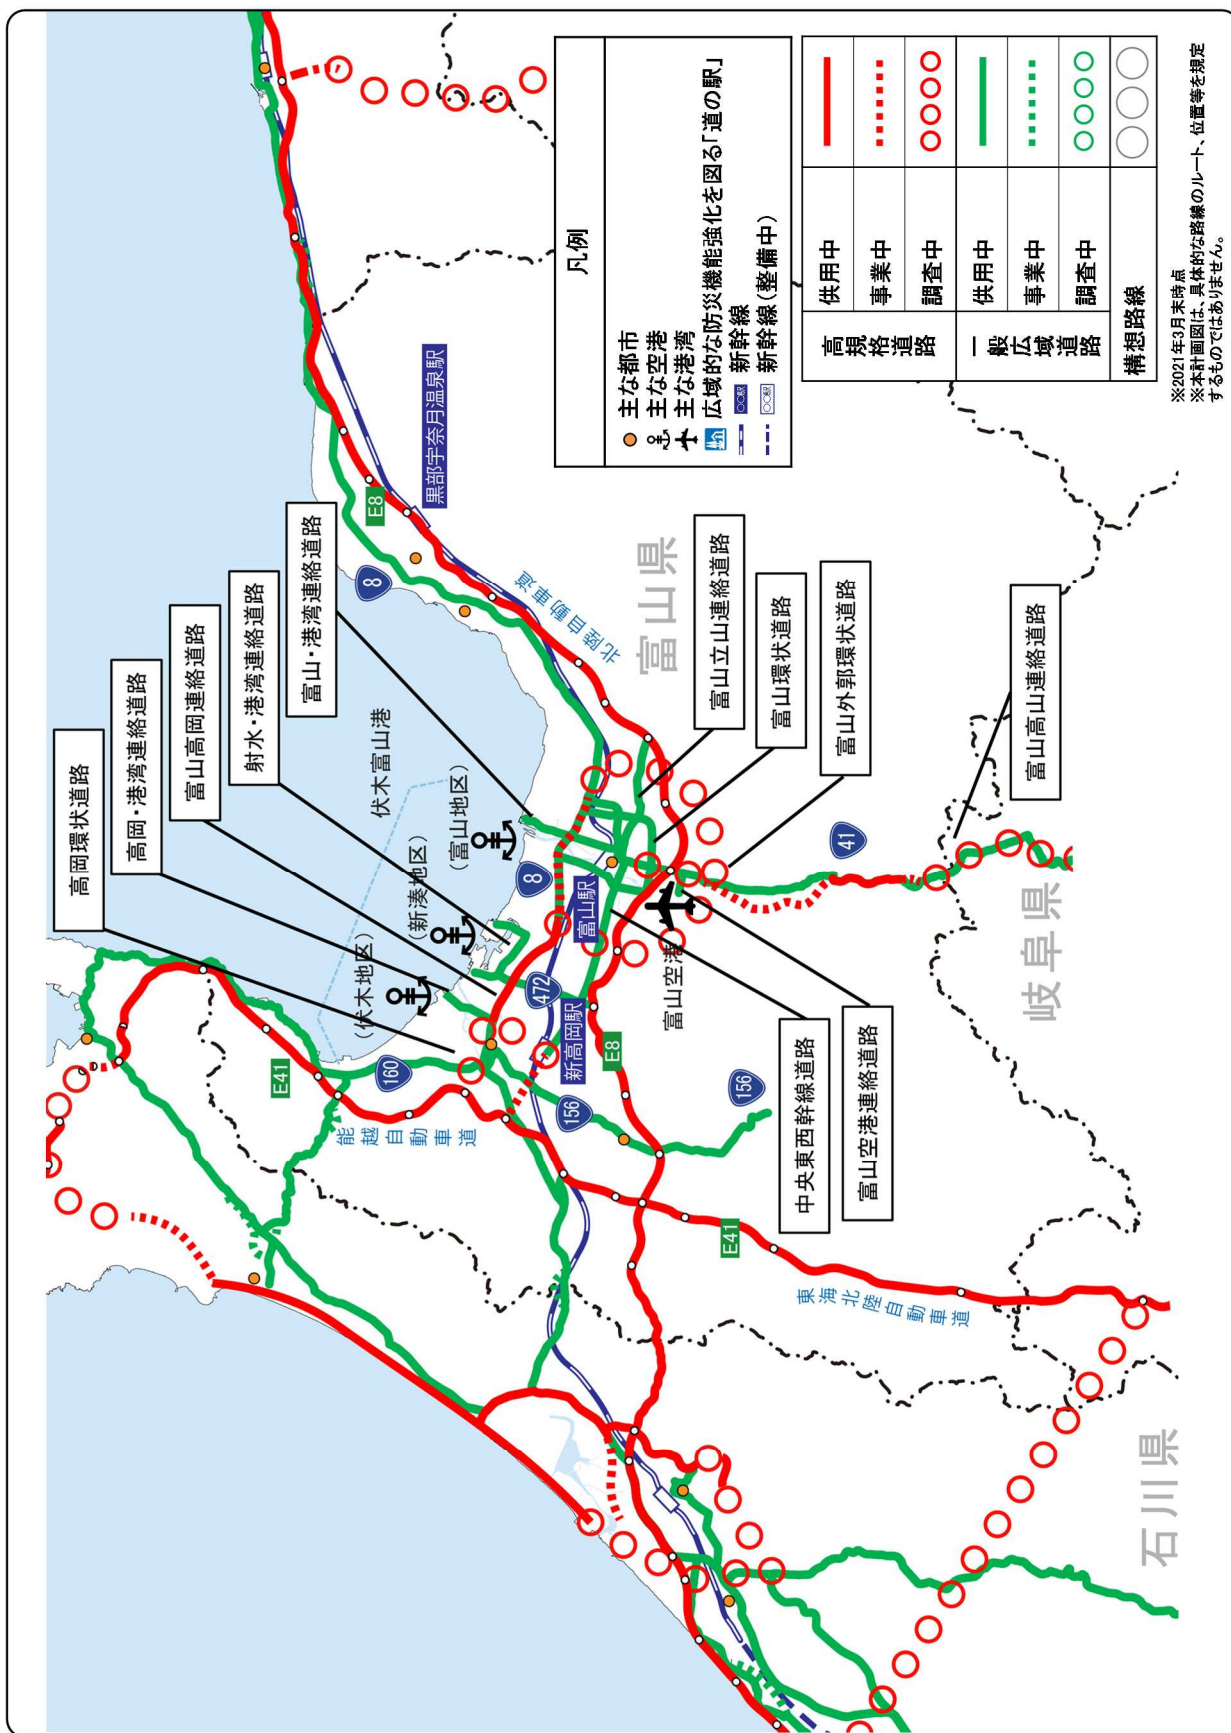 高岡環状道路
高岡・港湾連絡道路
富山高岡連絡道路
射水・港湾連絡道路
富山・港湾連絡道路
伏木富山港
(伏木地区)
(新湊地区)
(富山地区)
E41
160
能越自動車道
8
8
E8
黒部宇奈月温泉駅
北陸自動車道
472
新高岡駅
富山駅
156
156
E8
富山空港
富山県
41
富山立山連絡道路
富山環状道路
富山外郭環状道路
富山高山連絡道路
中央東西幹線道路
富山空港連絡道路
E41
東海北陸自動車道
岐阜県
石川県
凡例
主な都市
主な空港
主な港湾
広域的な防災機能強化を図る「道の駅」
○○駅 新幹線
○○駅 新幹線(整備中)
高規格道路
供用中
事業中
調査中
一般広域道路
供用中
事業中
調査中
構想路線
※2021年3月末時点
※本計画図は、具体的な路線のルート、位置等を規定
するものではありません。